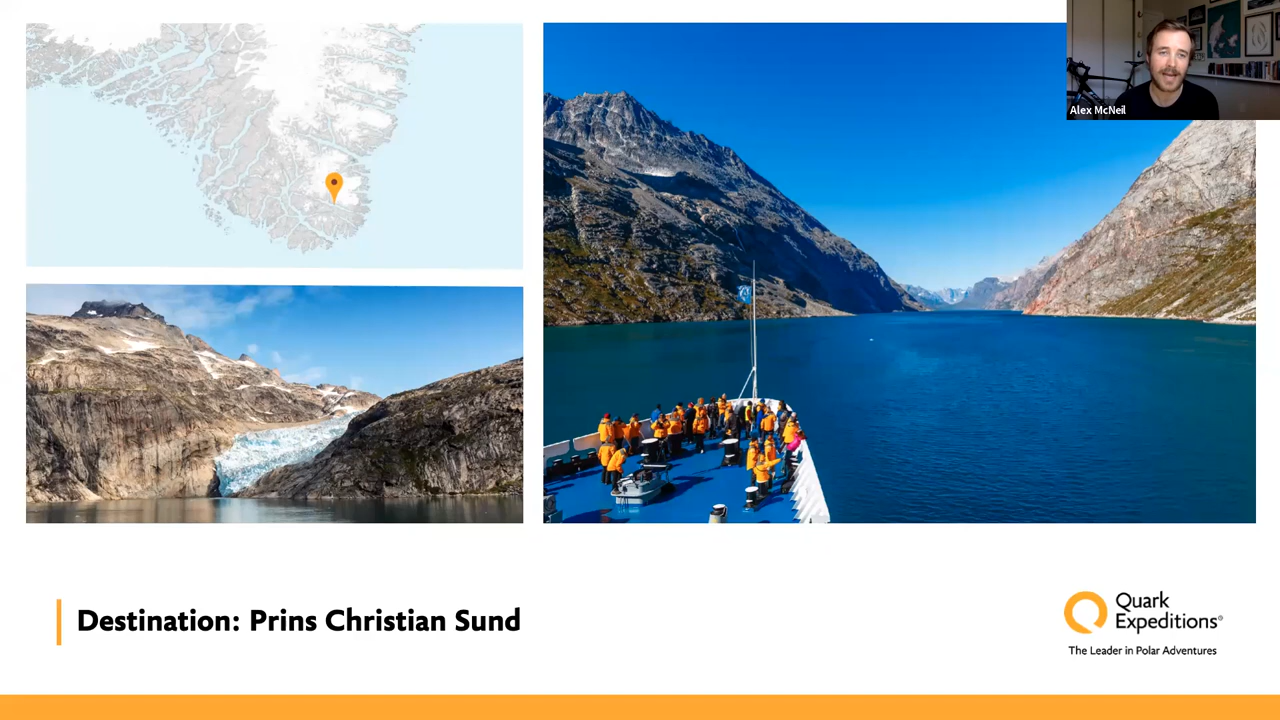 Alex McNeil
Destination: Prins Christian Sund
Quark
Expeditions®
The Leader in Polar Adventures